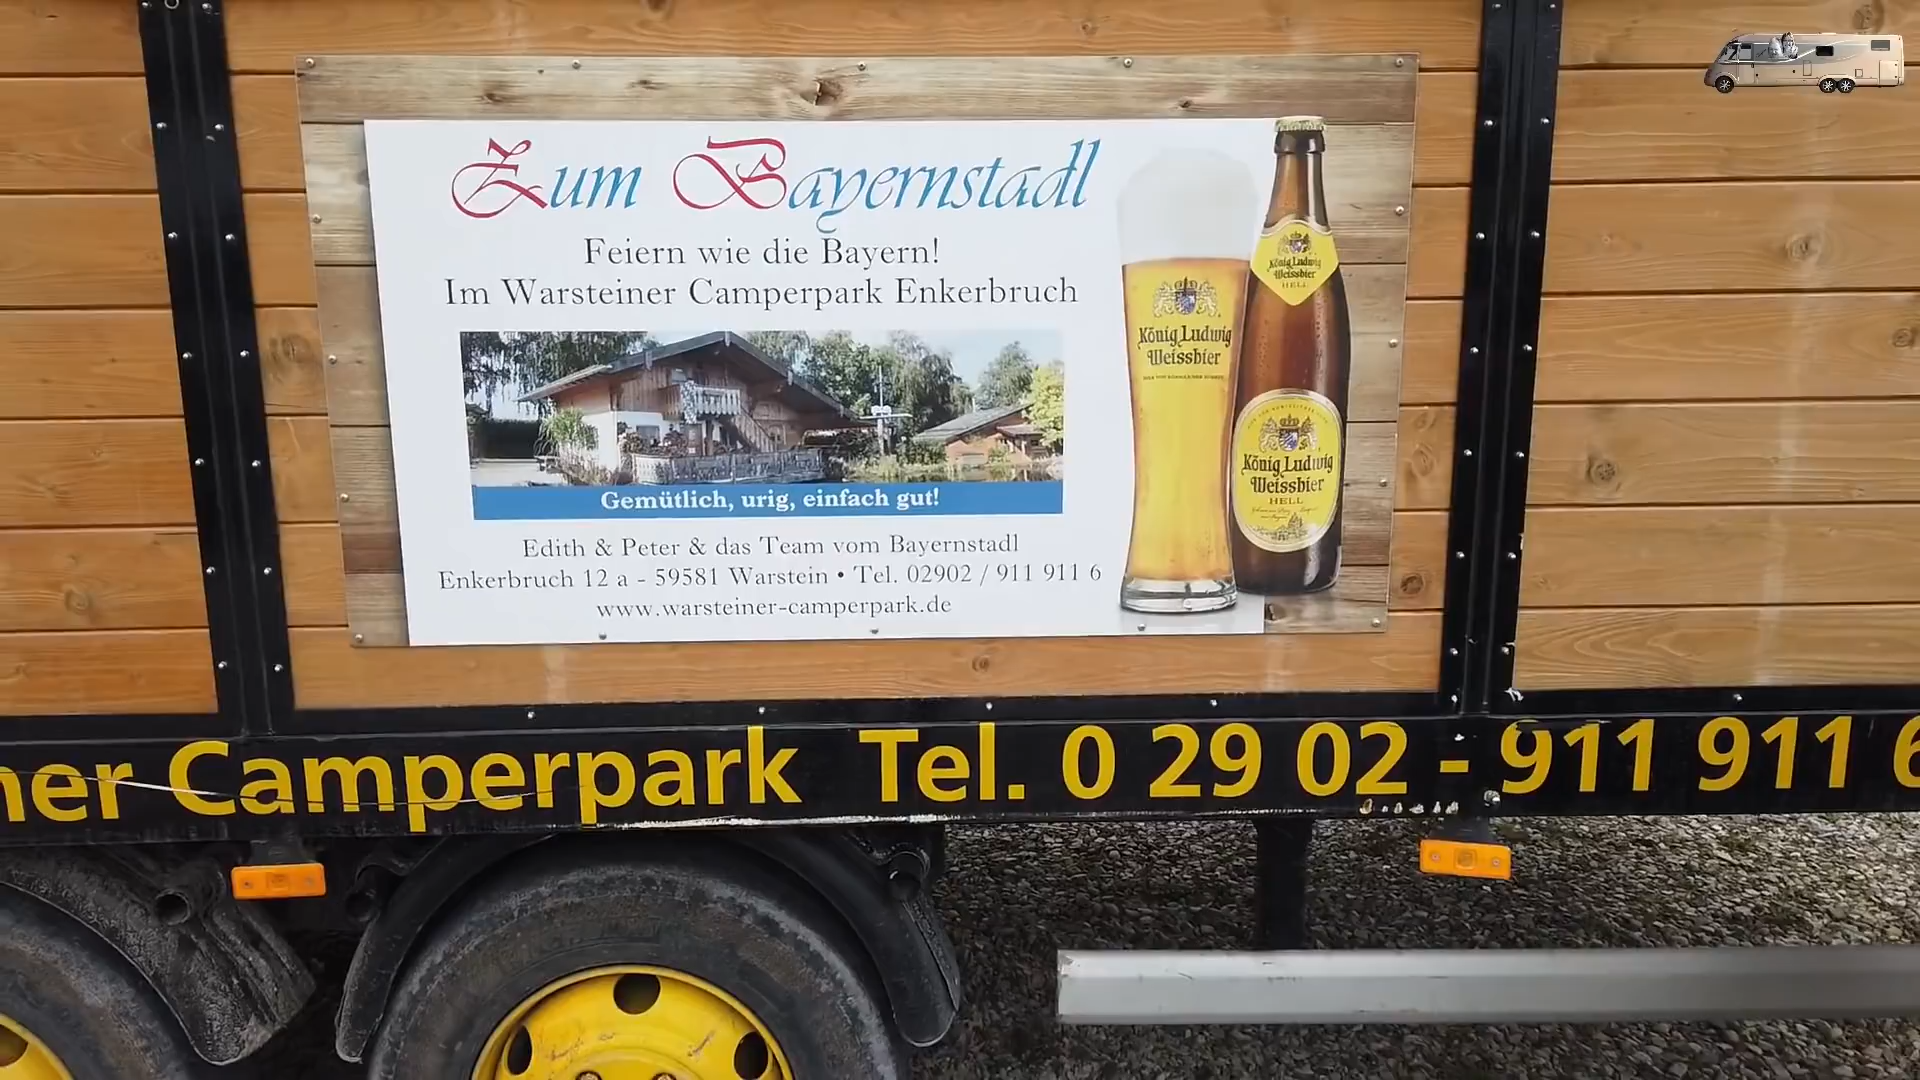 Zum Bayernstadl
Feiern wie die Bayern!
Im Warsteiner Camperpark Enkerbruch
Gemütlich, urig, einfach gut!
Edith & Peter & das Team vom Bayernstadl
Enkerbruch 12 a - 59581 Warstein • Tel. 02902 / 911 911 6
www.warsteiner-camperpark.de
König Ludwig
Weissbier
König Ludwig
Weissbier
HELL
König Ludwig
Weissbier
HELL
ner Camperpark Tel. 0 29 02 - 911 911 6